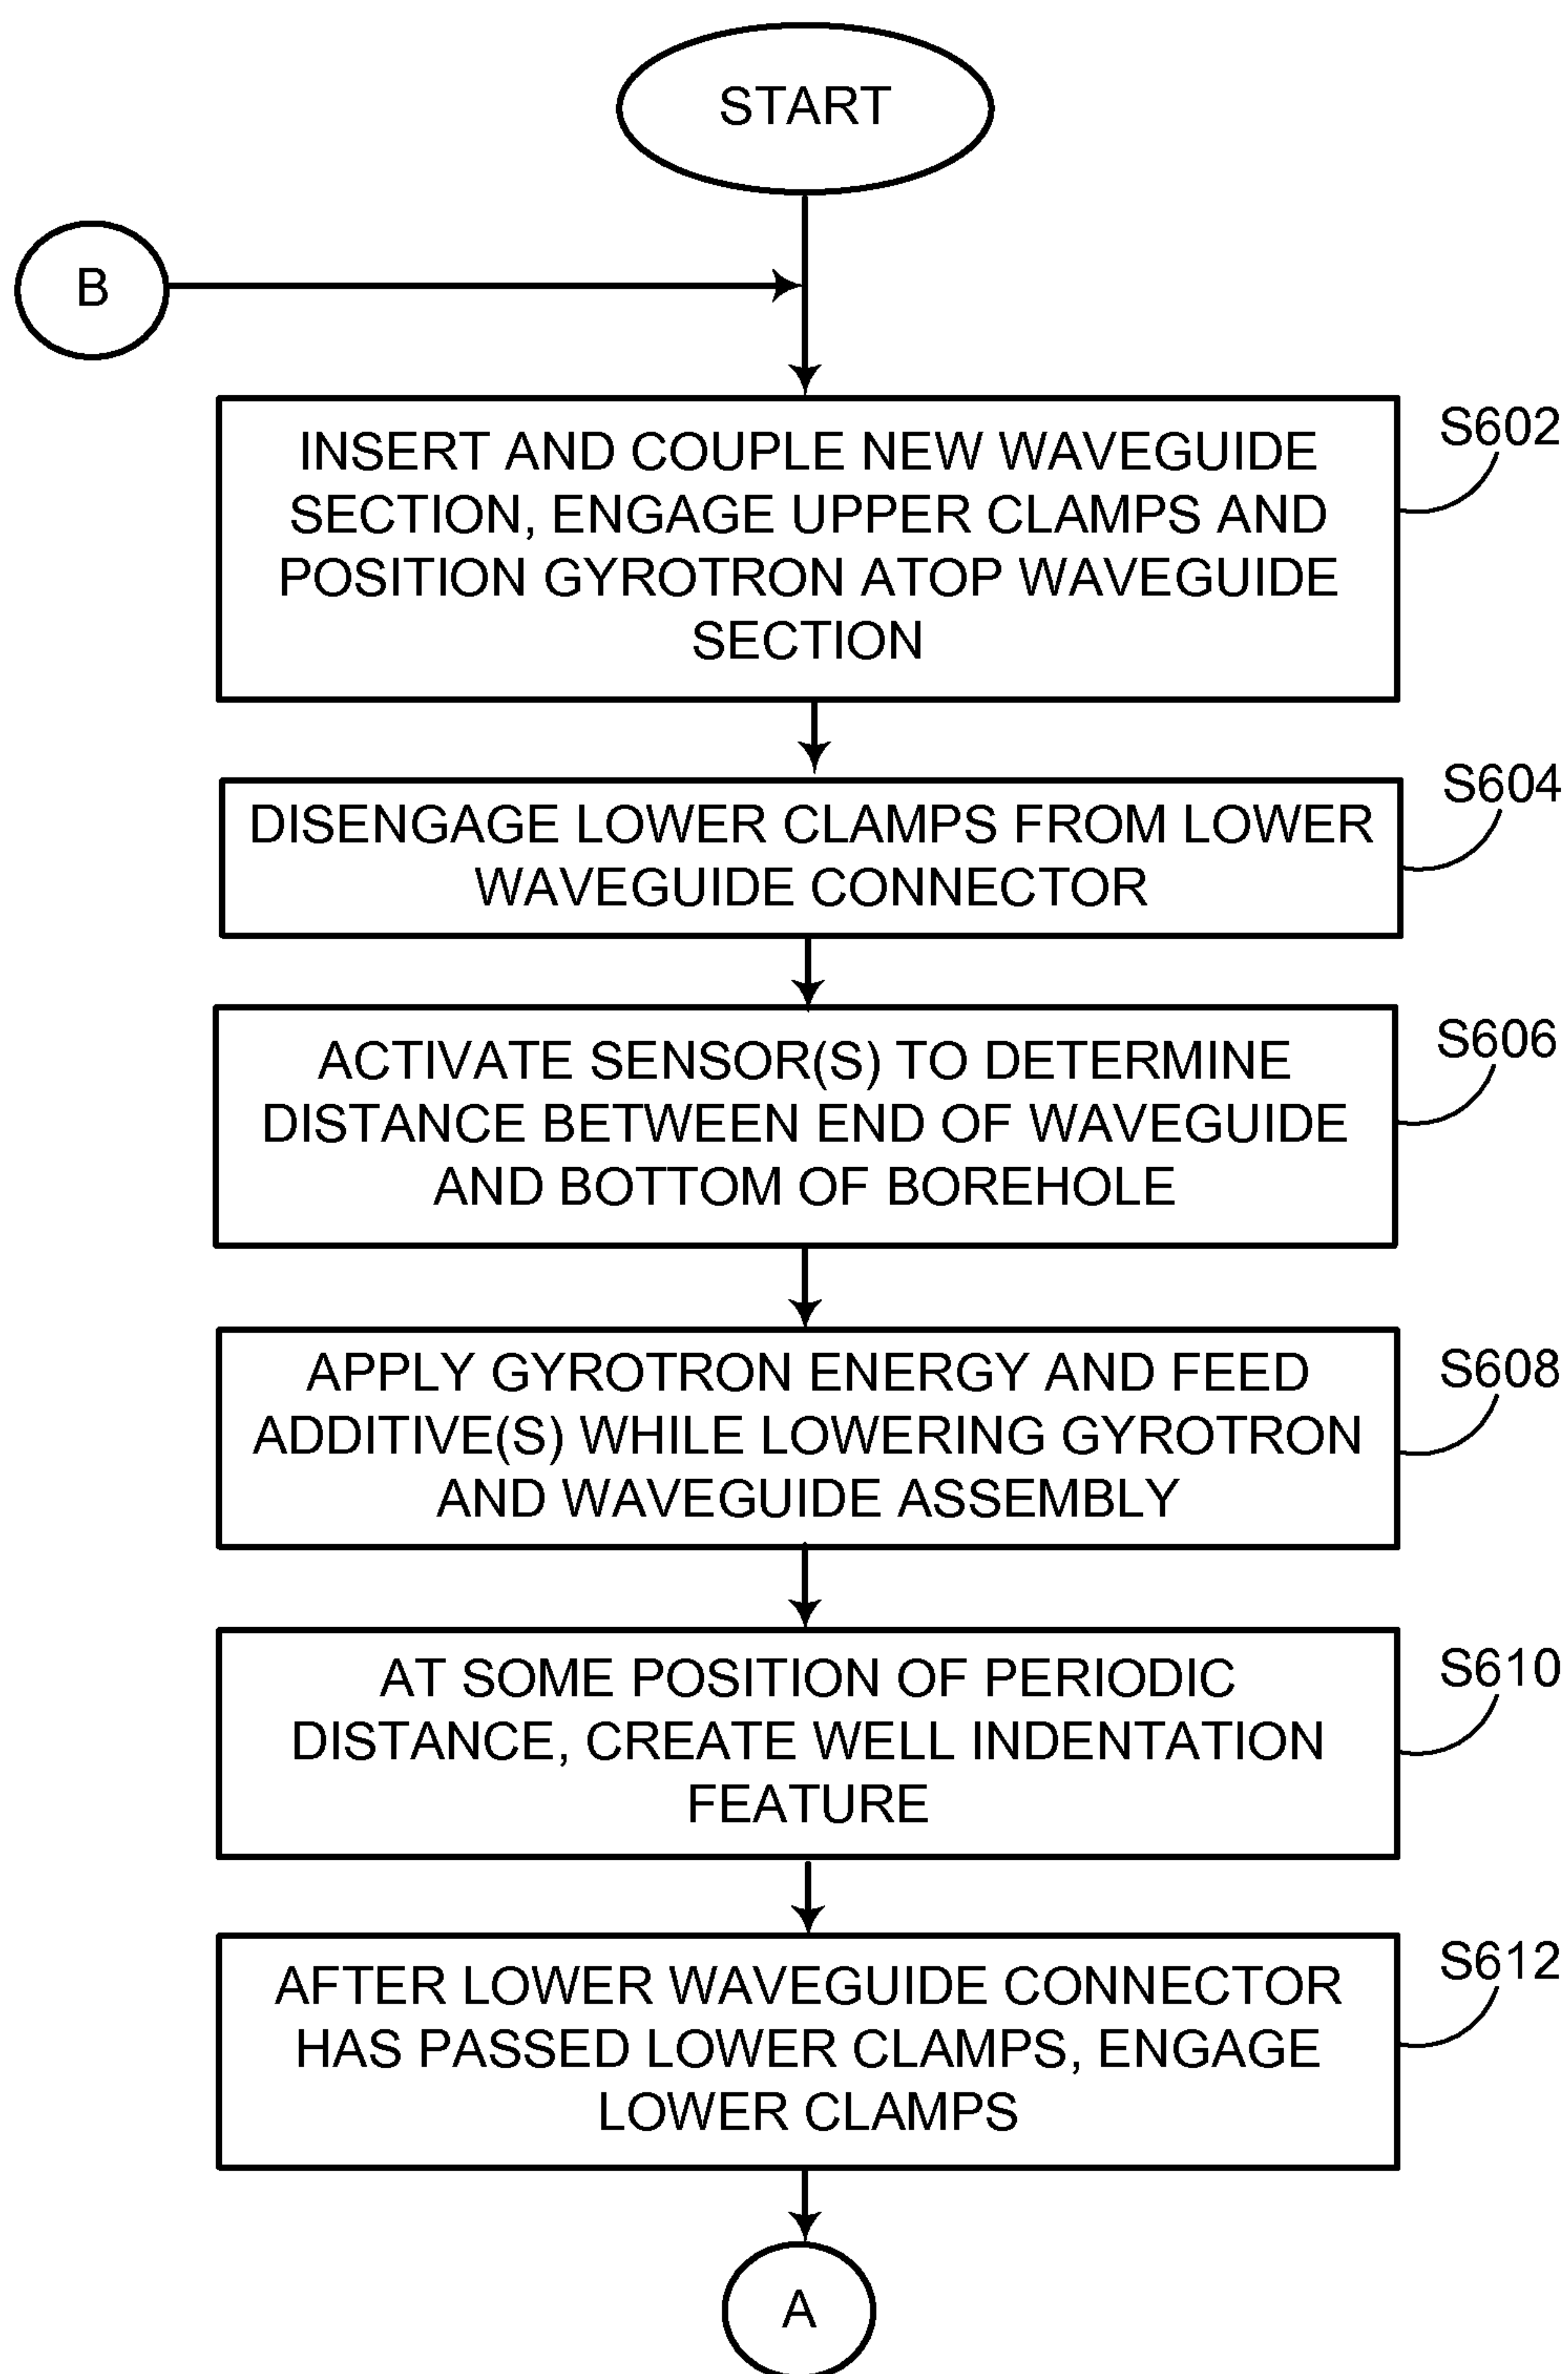 START
B
INSERT AND COUPLE NEW WAVEGUIDE
SECTION, ENGAGE UPPER CLAMPS AND
POSITION GYROTRON ATOP WAVEGUIDE
SECTION
S602
DISENGAGE LOWER CLAMPS FROM LOWER
WAVEGUIDE CONNECTOR
S604
ACTIVATE SENSOR(S) TO DETERMINE
DISTANCE BETWEEN END OF WAVEGUIDE
AND BOTTOM OF BOREHOLE
S606
APPLY GYROTRON ENERGY AND FEED
ADDITIVE(S) WHILE LOWERING GYROTRON
AND WAVEGUIDE ASSEMBLY
S608
AT SOME POSITION OF PERIODIC
DISTANCE, CREATE WELL INDENTATION
FEATURE
S610
AFTER LOWER WAVEGUIDE CONNECTOR
HAS PASSED LOWER CLAMPS, ENGAGE
LOWER CLAMPS
S612
A